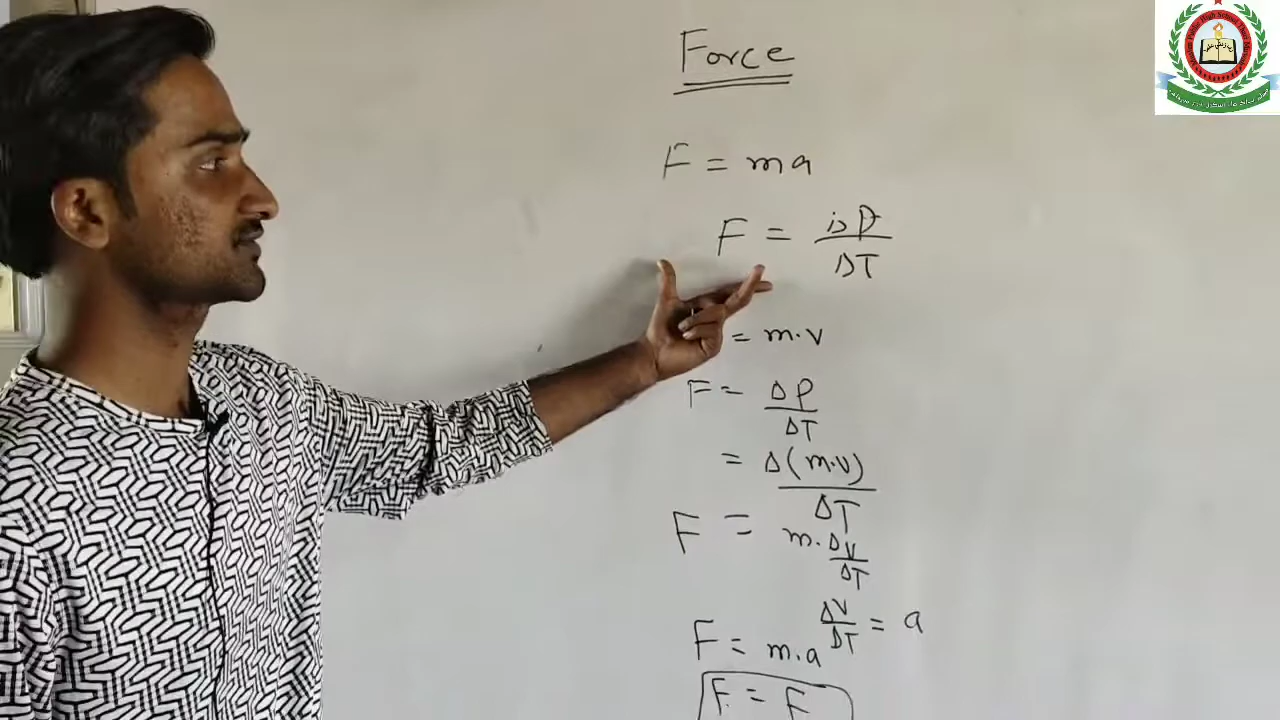 Force
F = ma
F = ΔP / ΔT
= m.v
F = ΔP / ΔT
= Δ(m.v) / ΔT
F = m. Δv / ΔT
ΔV / ΔT = a
F = m.a
F = F